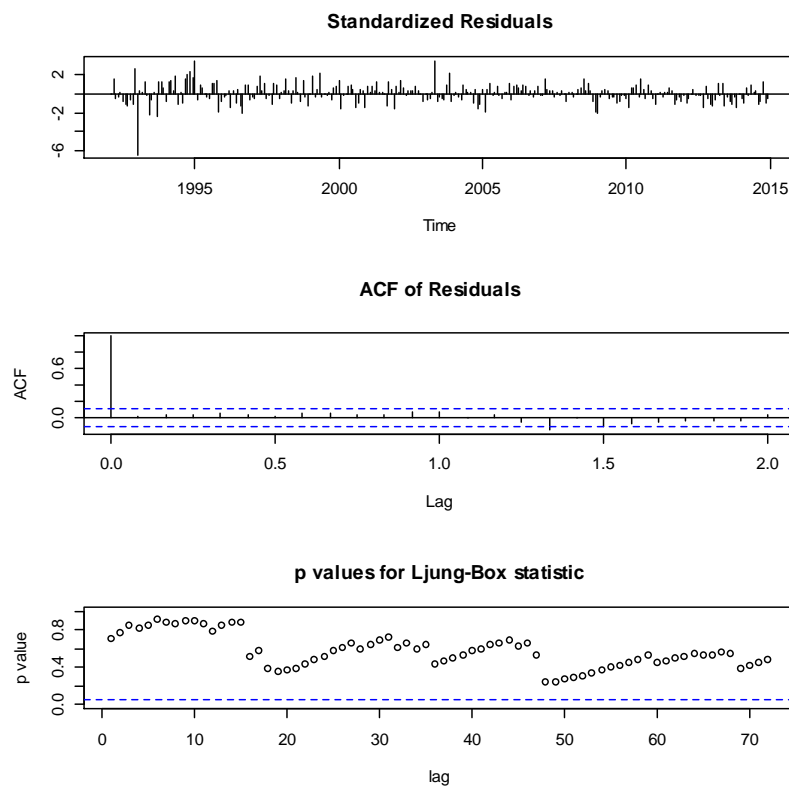 Standardized Residuals
2
-2
-6
1995 2000 2005 2010 2015
Time
ACF of Residuals
ACF
0.6
0.0
0.0 0.5 1.0 1.5 2.0
Lag
p values for Ljung-Box statistic
p value
0.8
0.4
0.0
0 10 20 30 40 50 60 70
lag